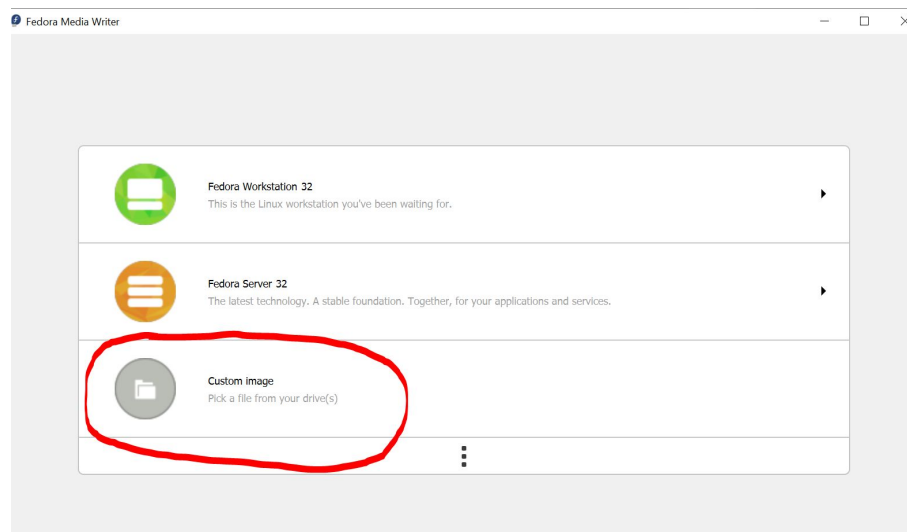 Fedora Media Writer
Fedora Workstation 32
This is the Linux workstation you've been waiting for.
Fedora Server 32
The latest technology. A stable foundation. Together, for your applications and services.
Custom image
Pick a file from your drive(s)